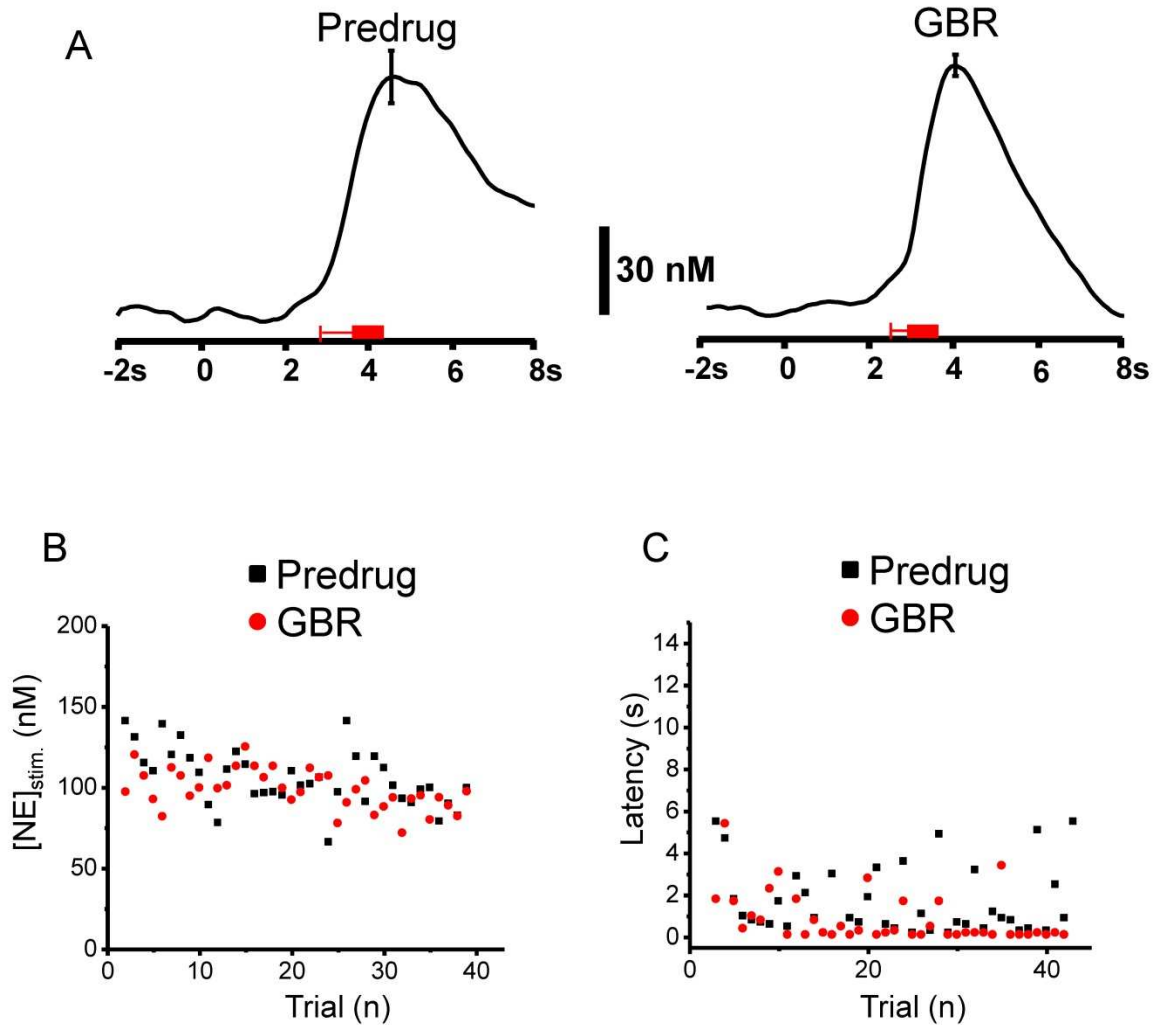 A
Predrug
GBR
30 nM
-2s 0 2 4 6 8s
-2s 0 2 4 6 8s
B
Predrug
GBR
200
150
100
50
0
[NE]stim. (nM)
0 10 20 30 40
Trial (n)
C
Predrug
GBR
14
12
10
8
6
4
2
0
Latency (s)
0 20 40
Trial (n)